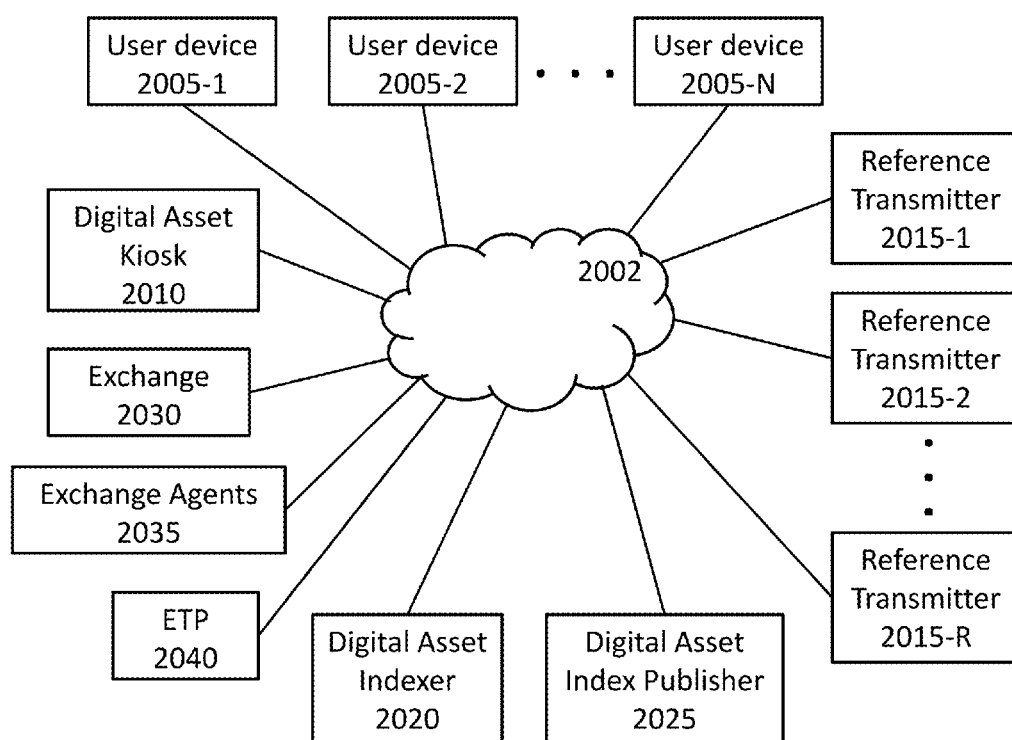 User device
2005-1
User device
2005-2
User device
2005-N
Reference
Transmitter
2015-1
Digital Asset
Kiosk
2010
2002
Reference
Transmitter
2015-2
Exchange
2030
Exchange Agents
2035
Reference
Transmitter
2015-R
ETP
2040
Digital Asset
Indexer
2020
Digital Asset
Index Publisher
2025